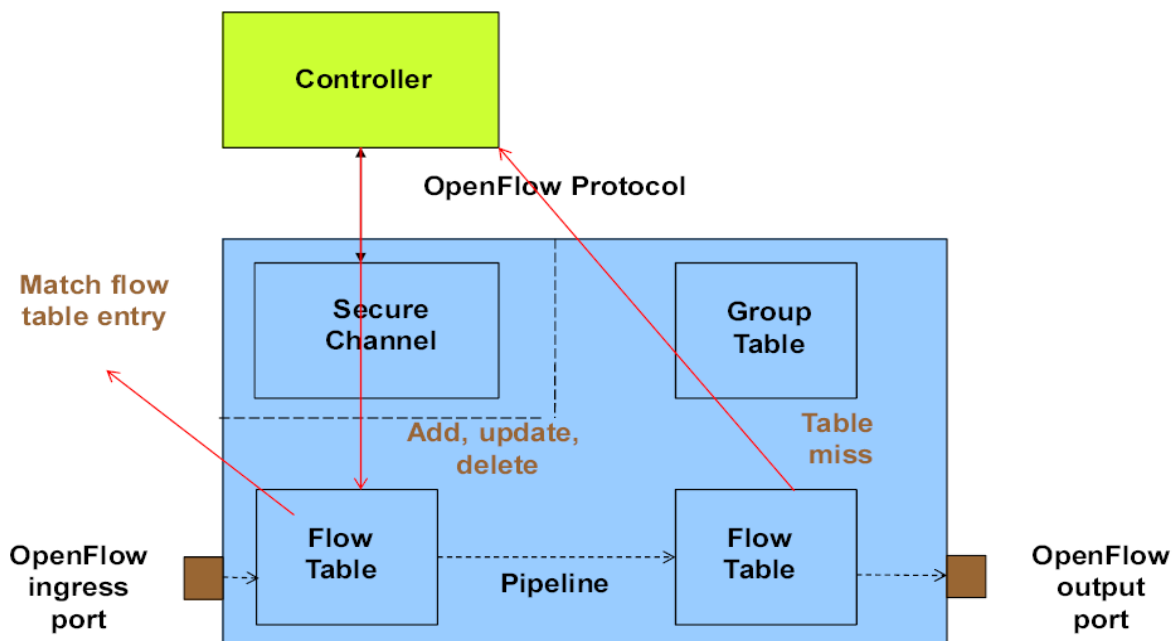 Controller
OpenFlow Protocol
Match flow
table entry
Secure
Channel
Group
Table
Add, update,
delete
Table
miss
OpenFlow
ingress
port
Flow
Table
Pipeline
Flow
Table
OpenFlow
output
port